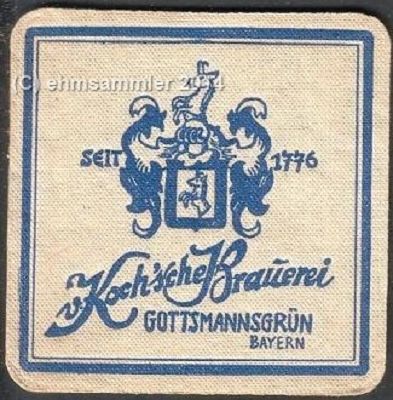 (C) ehmsammler 2014
SEIT 1776
v. Koch'sche Brauerei
GOTTSMANNSGRÜN
BAYERN